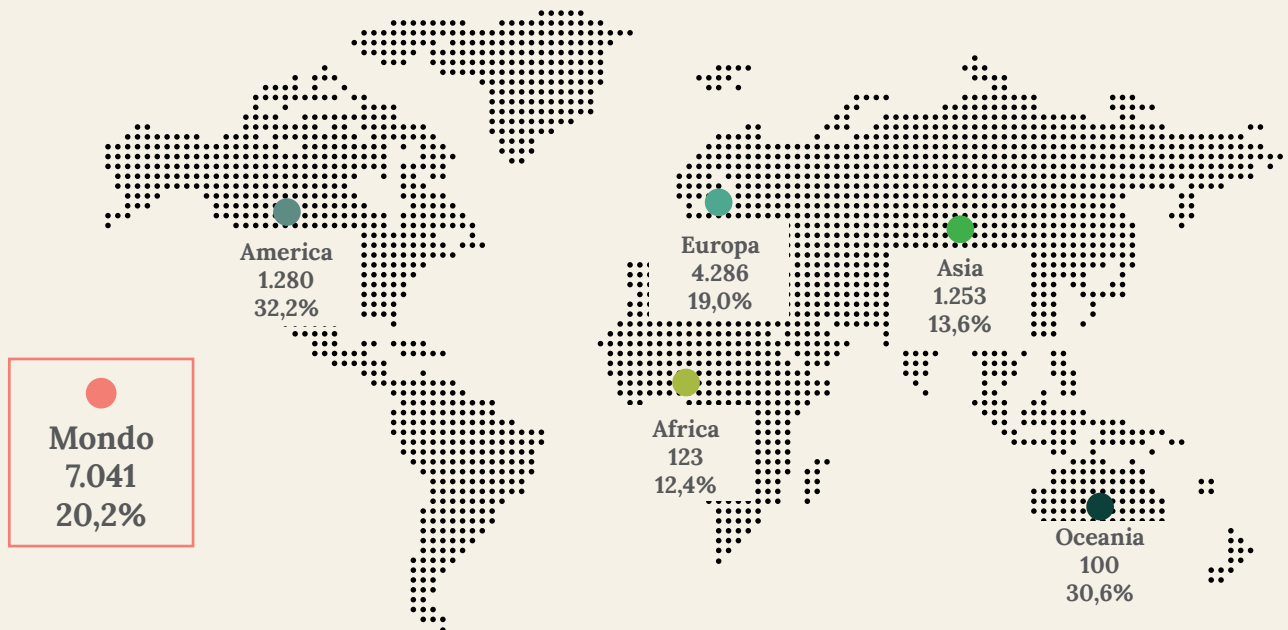 America
1.280
32,2%
Europa
4.286
19,0%
Asia
1.253
13,6%
Mondo
7.041
20,2%
Africa
123
12,4%
Oceania
100
30,6%